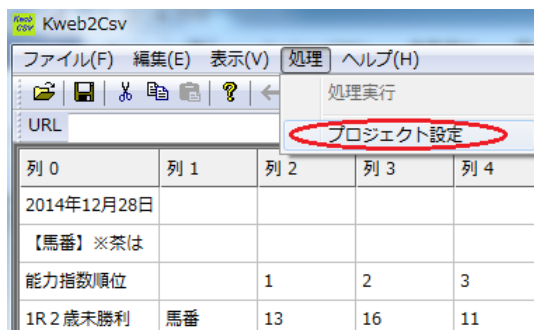 Kweb CSV Kweb2Csv
ファイル(F) 編集(E) 表示(V) 処理 ヘルプ(H)
処理実行
URL プロジェクト設定
列 0 列 1 列 2 列 3 列 4
2014年12月28日
【馬番】※茶は
能力指数順位 1 2 3
1R 2歳未勝利 馬番 13 16 11